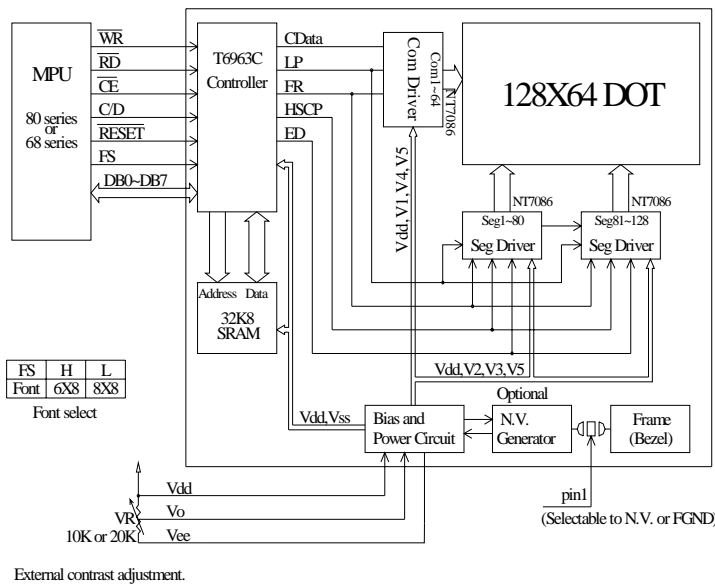 MPU
80 series
or
68 series
WR
RD
CE
C/D
RESET
FS
DB0~DB7
T6963C
Controller
CData
LP
FR
HSCP
ED
Com Driver
Com1~64
NT7086
128X64 DOT
Vdd,V1,V4,V5
NT7086
NT7086
Seg1~80
Seg Driver
Seg81~128
Seg Driver
Address
Data
32K8
SRAM
FS H L
Font 6X8 8X8
Font select
Vdd,V2,V3,V5
Vdd,Vss
Bias and
Power Circuit
Optional
N.V.
Generator
Frame
(Bezel)
pin1
(Selectable to N.V. or FGND)
Vdd
Vo
Vee
VR
10K or 20K
External contrast adjustment.